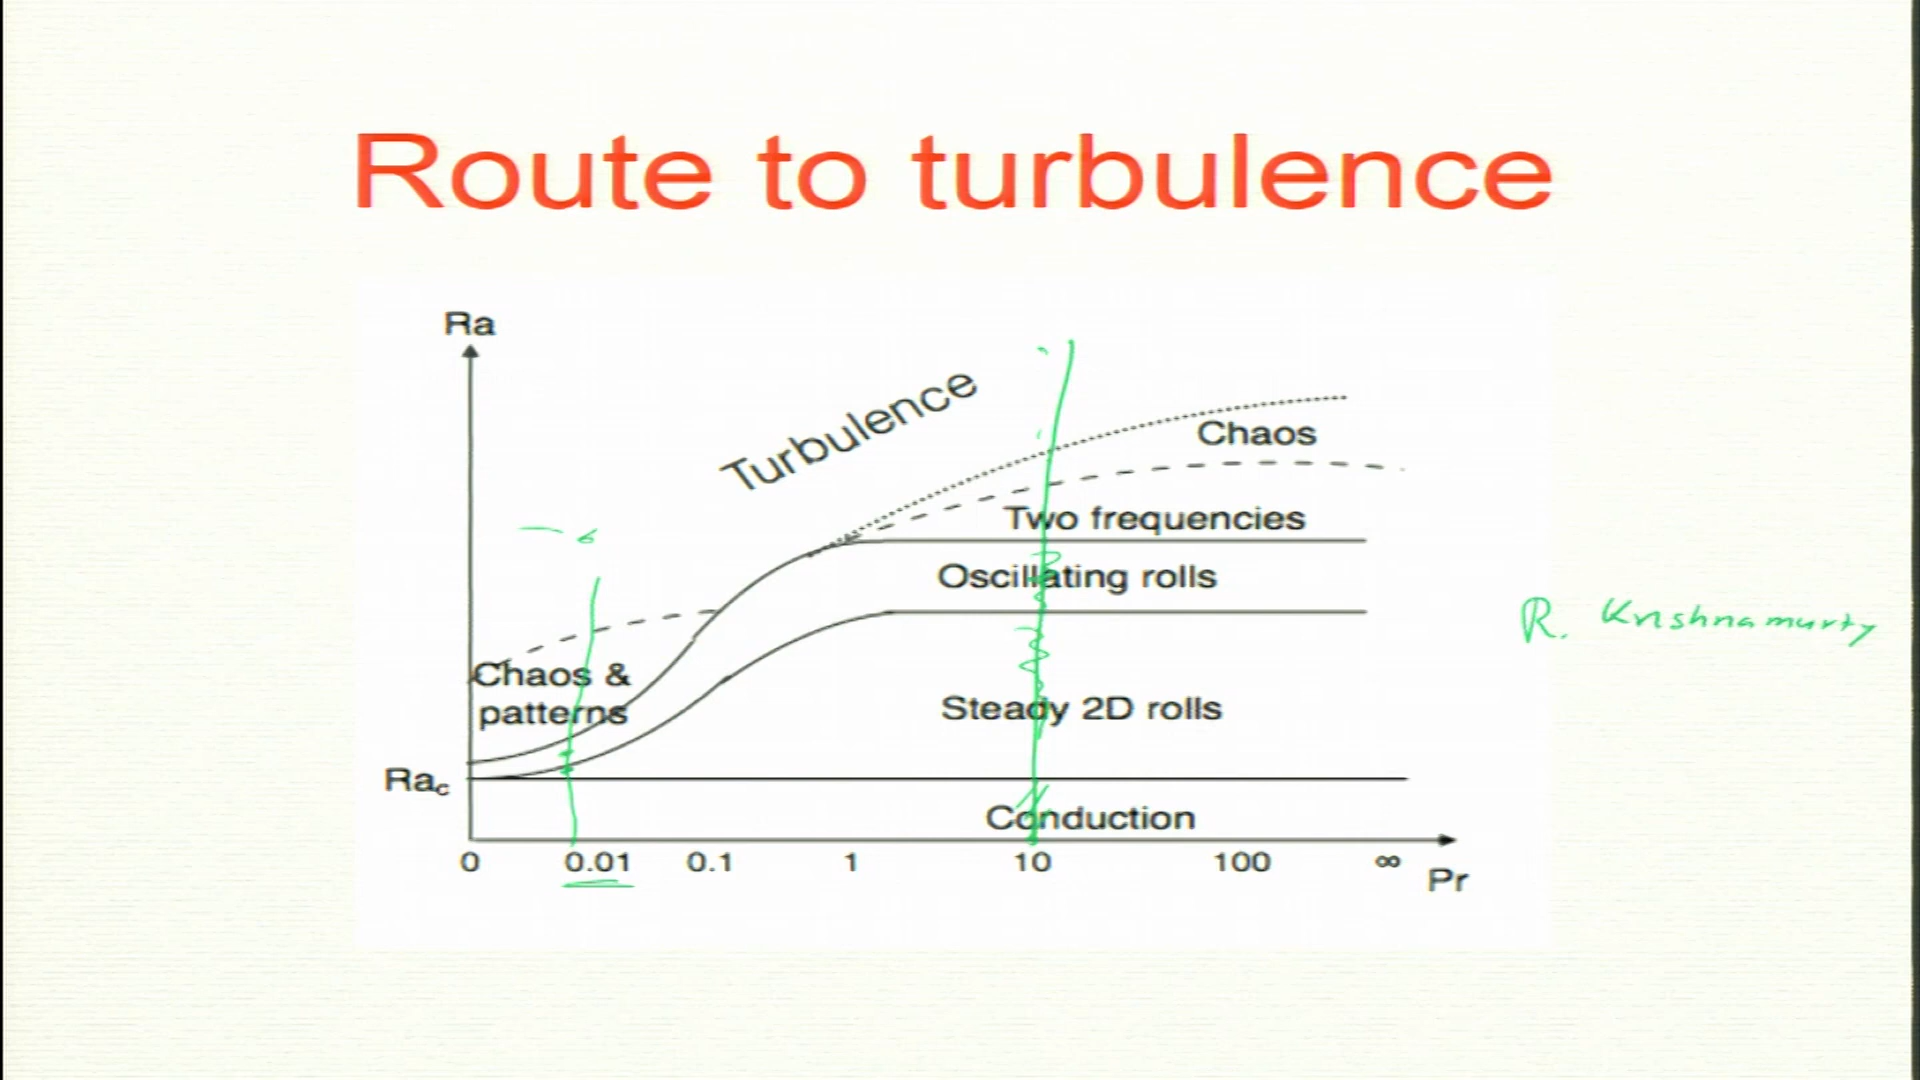 Route to turbulence
Ra
Turbulence
Chaos
Two frequencies
Oscillating rolls
R. Krishnamurty
Chaos &
patterns
Steady 2D rolls
Rac
Conduction
0 0.01 0.1 1 10 100 ∞
Pr